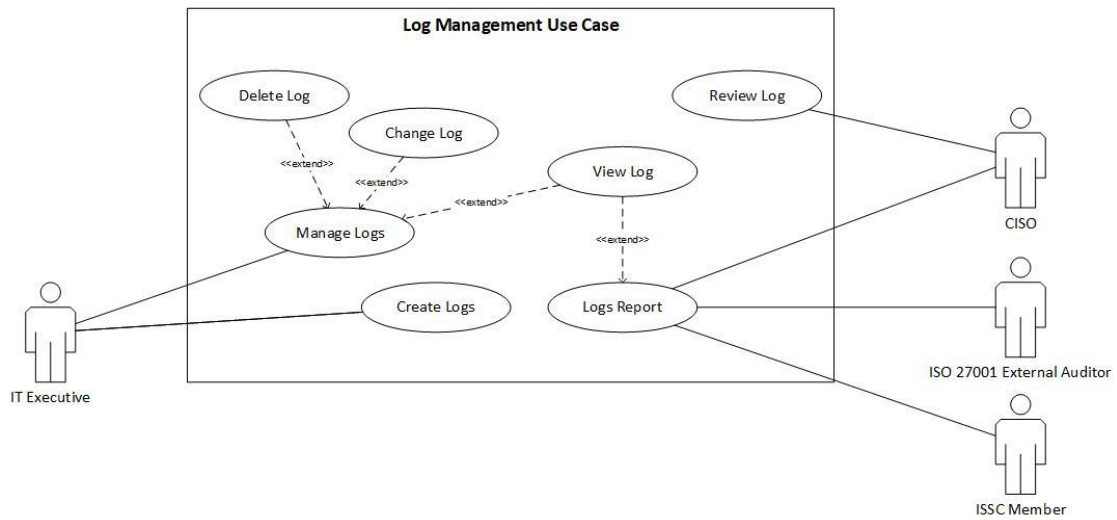 Log Management Use Case
Delete Log
Review Log
Change Log
View Log
<<extend>>
<<extend>>
<<extend>>
Manage Logs
CISO
<<extend>>
Create Logs
Logs Report
IT Executive
ISO 27001 External Auditor
ISSC Member